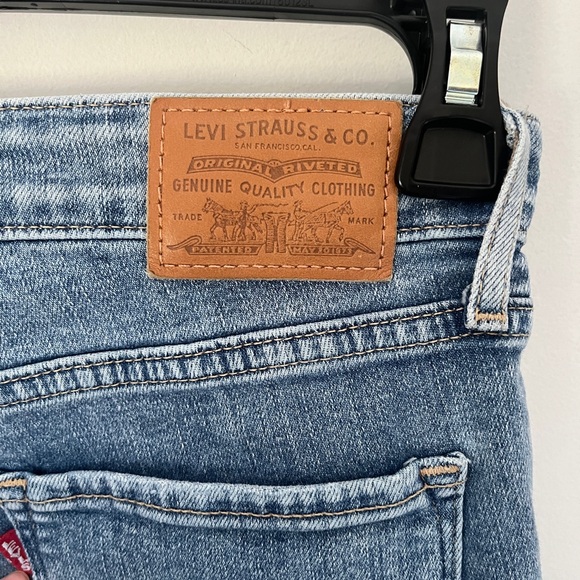 LEVI STRAUSS & CO.
SAN FRANCISCO, CAL.
ORIGINAL RIVETED
GENUINE QUALITY CLOTHING
TRADE MARK
PATENTED MAY 20 1873